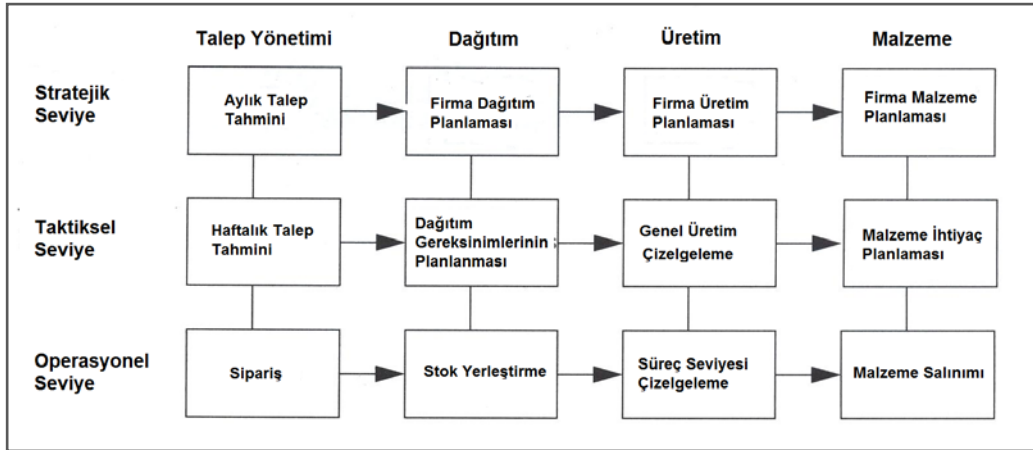 Talep Yönetimi
Dağıtım
Üretim
Malzeme
Stratejik
Seviye
Aylık Talep
Tahmini
Firma Dağıtım
Planlaması
Firma Üretim
Planlaması
Firma Malzeme
Planlaması
Taktiksel
Seviye
Haftalık Talep
Tahmini
Dağıtım
Gereksinimlerinin
Planlanması
Genel Üretim
Çizelgeleme
Malzeme İhtiyaç
Planlaması
Operasyonel
Seviye
Sipariş
Stok Yerleştirme
Süreç Seviyesi
Çizelgeleme
Malzeme Salınımı